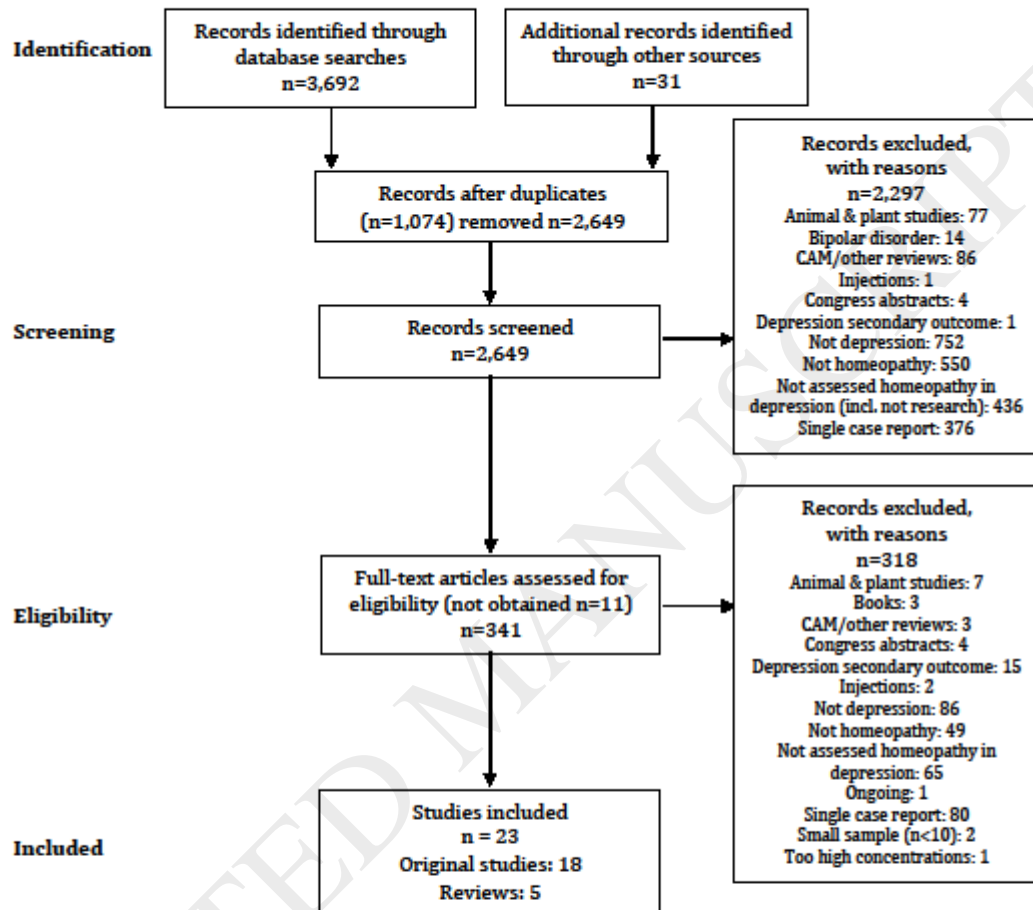 Identification
Records identified through
database searches
n=3,692
Additional records identified
through other sources
n=31
Records after duplicates
(n=1,074) removed n=2,649
Records excluded,
with reasons
n=2,297
Animal & plant studies: 77
Bipolar disorder: 14
CAM/other reviews: 86
Injections: 1
Congress abstracts: 4
Depression secondary outcome: 1
Not depression: 752
Not homeopathy: 550
Not assessed homeopathy in
depression (incl. not research): 436
Single case report: 376
Screening
Records screened
n=2,649
Eligibility
Full-text articles assessed for
eligibility (not obtained n=11)
n=341
Records excluded,
with reasons
n=318
Animal & plant studies: 7
Books: 3
CAM/other reviews: 3
Congress abstracts: 4
Depression secondary outcome: 15
Injections: 2
Not depression: 86
Not homeopathy: 49
Not assessed homeopathy in
depression: 65
Ongoing: 1
Single case report: 80
Small sample (n<10): 2
Too high concentrations: 1
Included
Studies included
n = 23
Original studies: 18
Reviews: 5
TED MANUSCRIPT